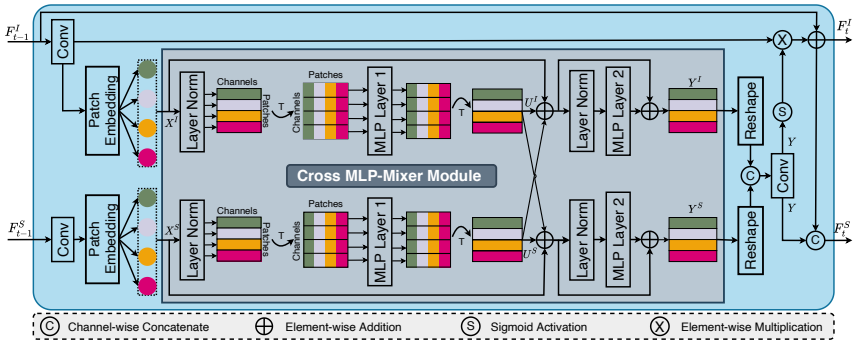 F^I_{t-1}
Conv
Patch
Embedding
X^I
Layer Norm
Channels
Patches
T
Patches
Channels
MLP Layer 1
T
U^I
Layer Norm
MLP Layer 2
Y^I
Reshape
F^I_t
X
S
Y
Cross MLP-Mixer Module
C
Conv
Y
F^S_{t-1}
Conv
Patch
Embedding
X^S
Layer Norm
Channels
Patches
T
Patches
Channels
MLP Layer 1
T
U^S
Layer Norm
MLP Layer 2
Y^S
Reshape
C
F^S_t
C Channel-wise Concatenate
Element-wise Addition
S Sigmoid Activation
X Element-wise Multiplication